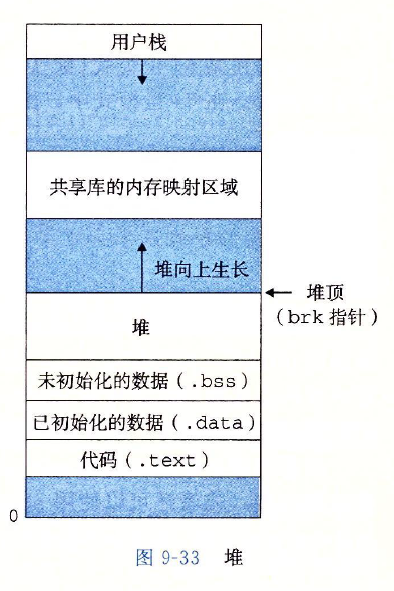 用户栈
共享库的内存映射区域
堆向上生长
堆顶
(brk 指针)
堆
未初始化的数据(.bss)
已初始化的数据(.data)
代码(.text)
0
图 9-33 堆